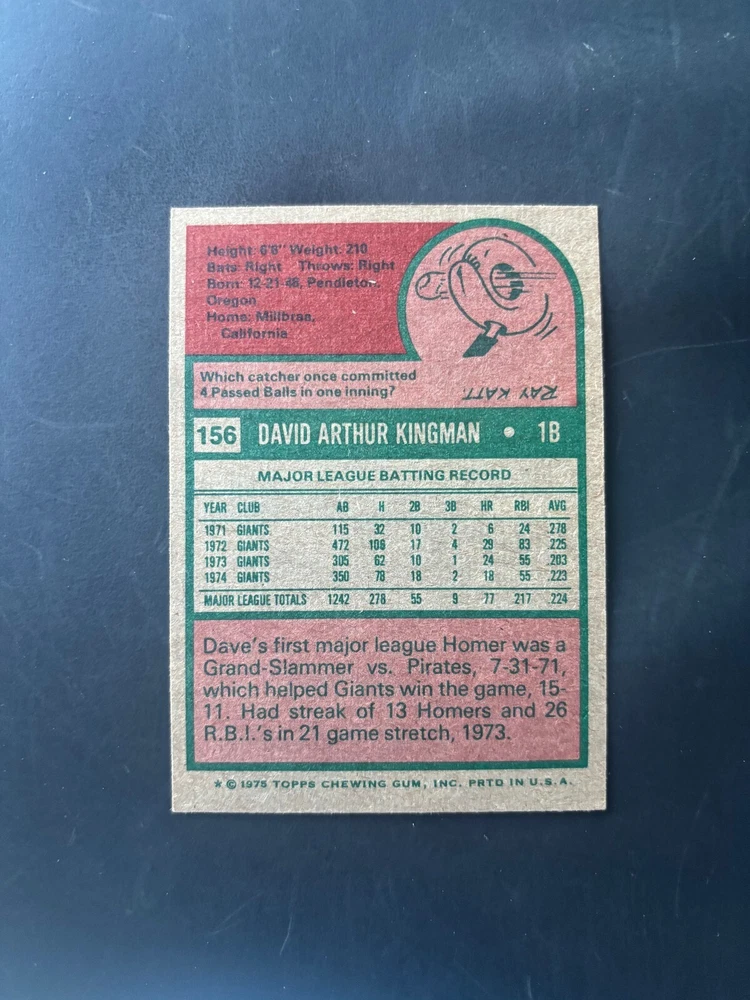 Height: 6'6" Weight: 210
Bats: Right Throws: Right
Born: 12-21-48, Pendleton,
Oregon
Home: Millbrae,
California
Which catcher once committed
4 Passed Balls in one inning?
RAY KATT.
156 DAVID ARTHUR KINGMAN • 1B
MAJOR LEAGUE BATTING RECORD
YEAR CLUB AB H 2B 3B HR RBI AVG
1971 GIANTS 115 32 10 2 6 24 .278
1972 GIANTS 472 106 17 4 29 83 .225
1973 GIANTS 305 62 10 1 24 55 .203
1974 GIANTS 350 78 18 2 18 55 .223
MAJOR LEAGUE TOTALS 1242 278 55 9 77 217 .224
Dave's first major league Homer was a
Grand-Slammer vs. Pirates, 7-31-71,
which helped Giants win the game, 15-
11. Had streak of 13 Homers and 26
R.B.I.'s in 21 game stretch, 1973.
* © 1975 TOPPS CHEWING GUM, INC. PRTD IN U.S.A.